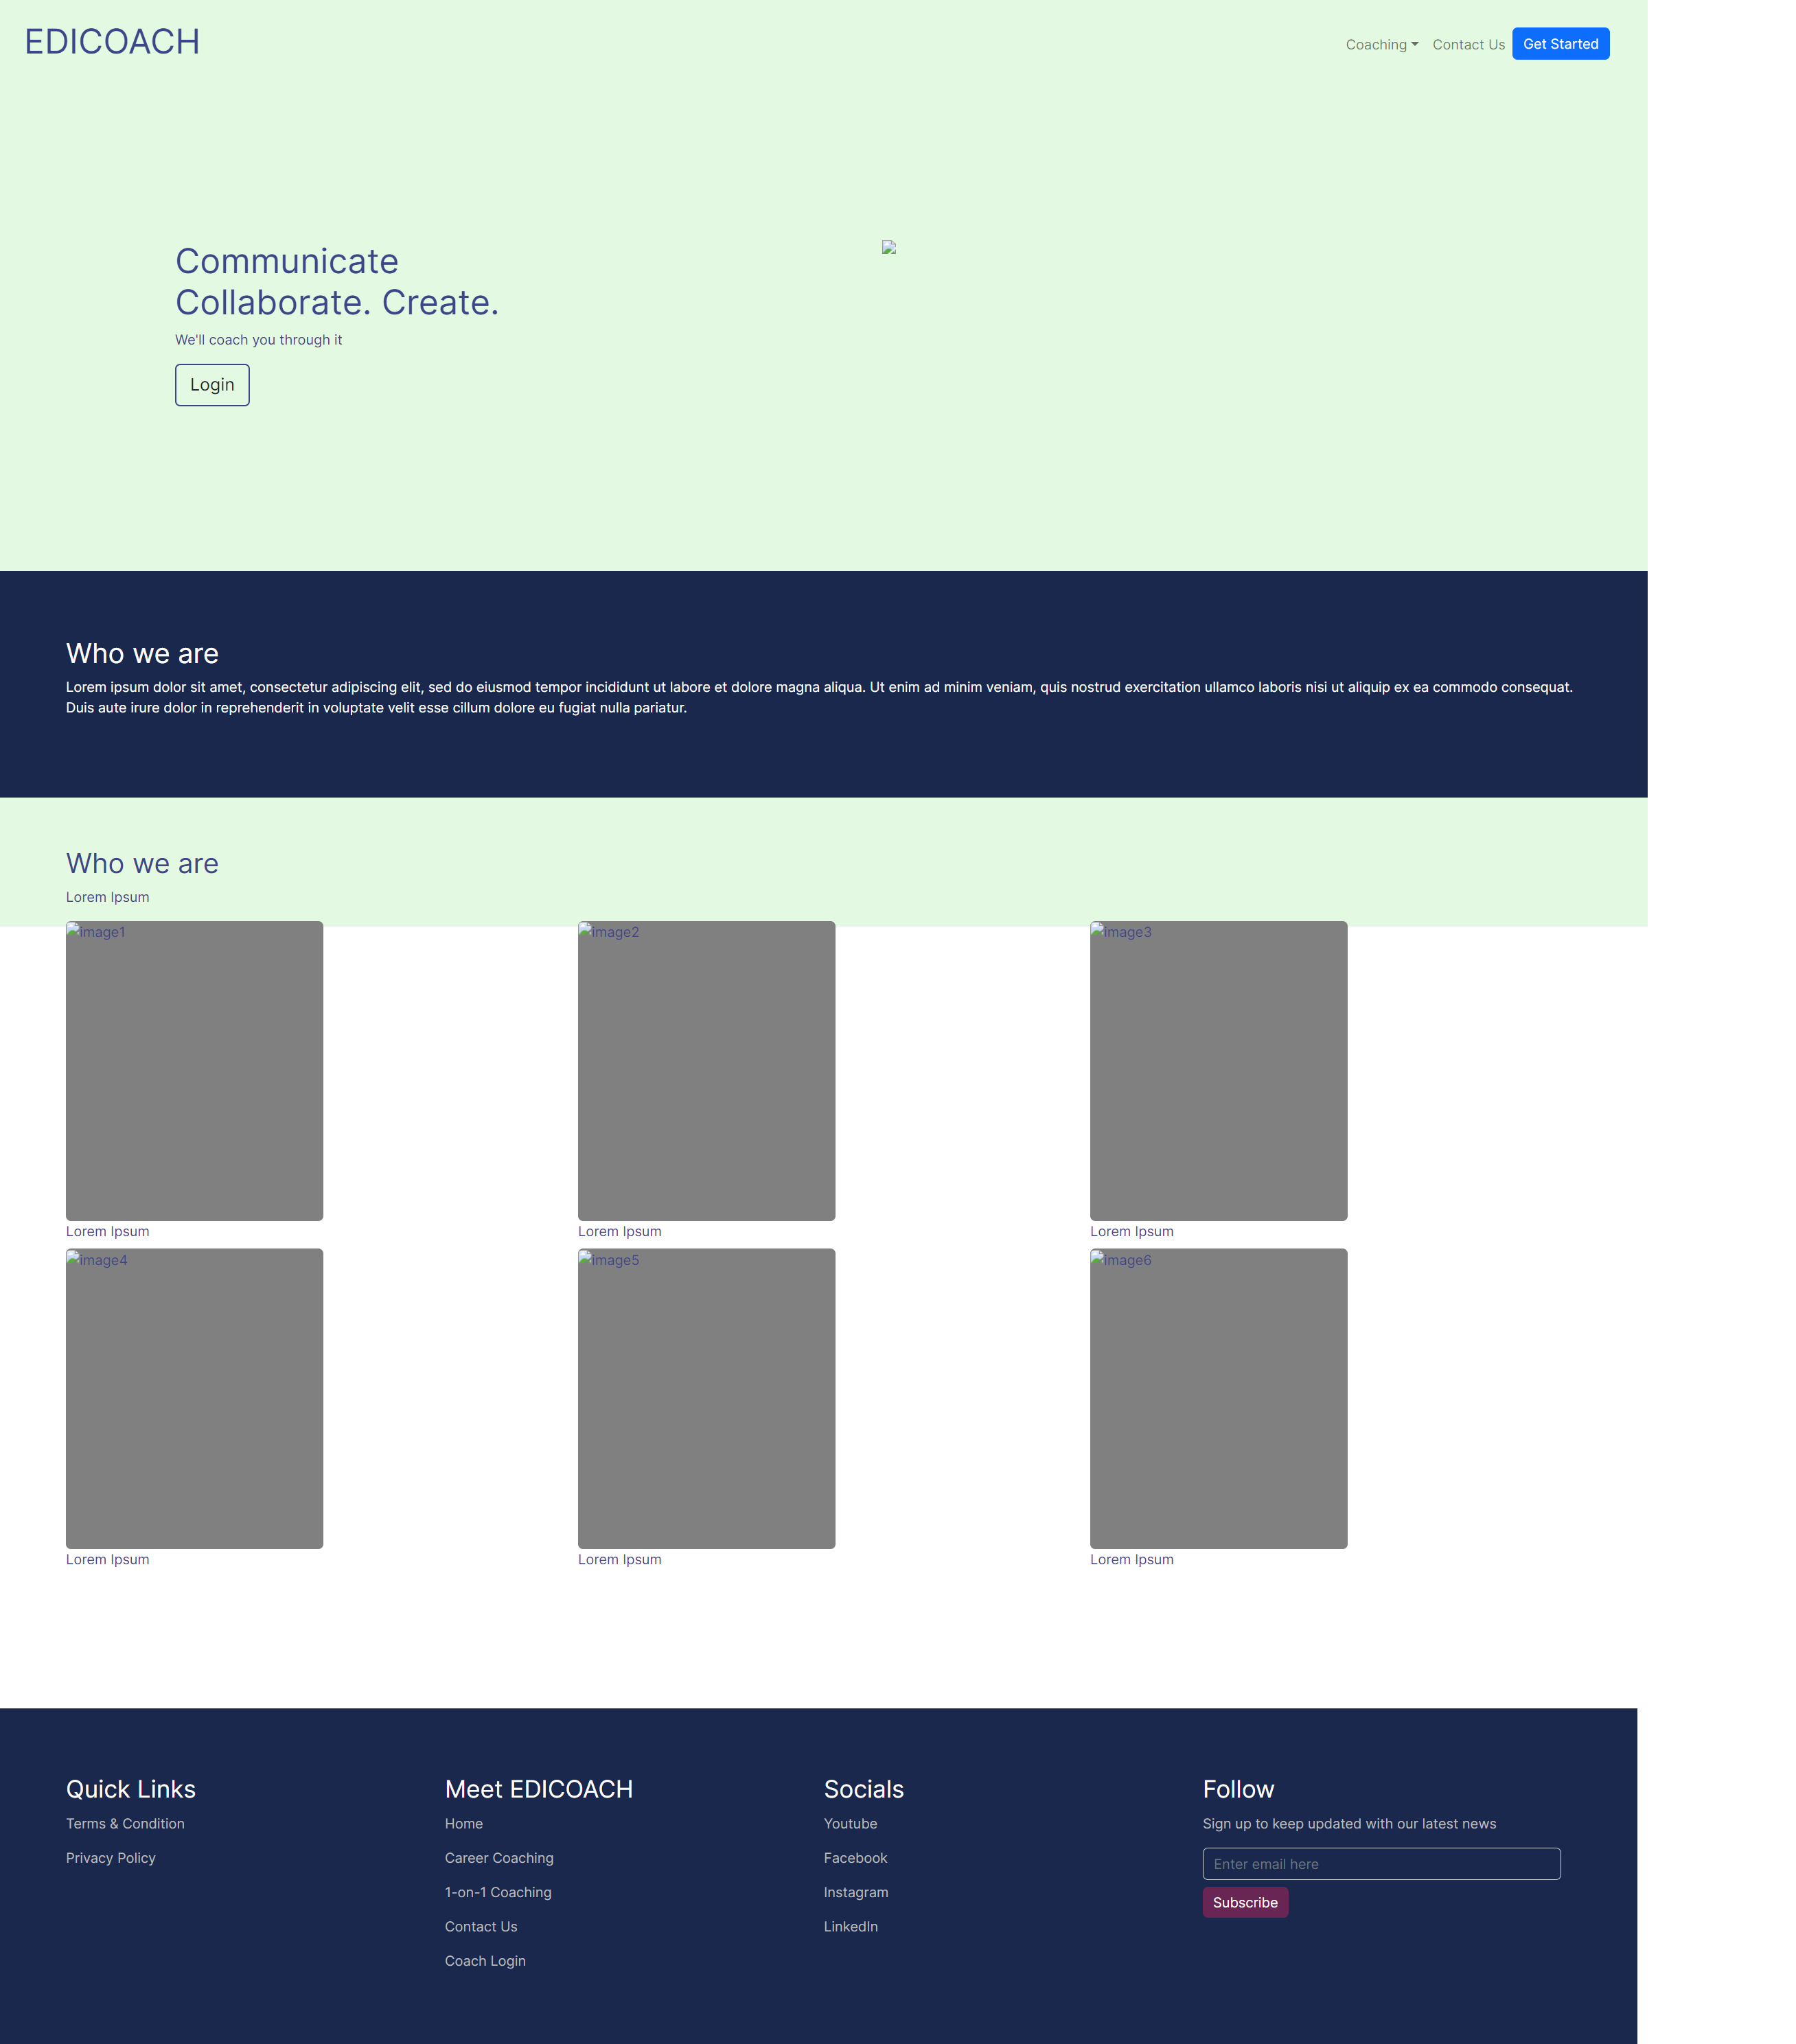 EDICOACH
Coaching
Contact Us
Get Started
Communicate
Collaborate. Create.
We'll coach you through it
Login
Who we are
Lorem ipsum dolor sit amet, consectetur adipiscing elit, sed do eiusmod tempor incididunt ut labore et dolore magna aliqua. Ut enim ad minim veniam, quis nostrud exercitation ullamco laboris nisi ut aliquip ex ea commodo consequat.
Duis aute irure dolor in reprehenderit in voluptate velit esse cillum dolore eu fugiat nulla pariatur.
Who we are
Lorem Ipsum
image1
image2
image3
Lorem Ipsum
Lorem Ipsum
Lorem Ipsum
image4
image5
image6
Lorem Ipsum
Lorem Ipsum
Lorem Ipsum
Quick Links
Terms & Condition
Privacy Policy
Meet EDICOACH
Home
Career Coaching
1-on-1 Coaching
Contact Us
Coach Login
Socials
Youtube
Facebook
Instagram
LinkedIn
Follow
Sign up to keep updated with our latest news
Enter email here
Subscribe